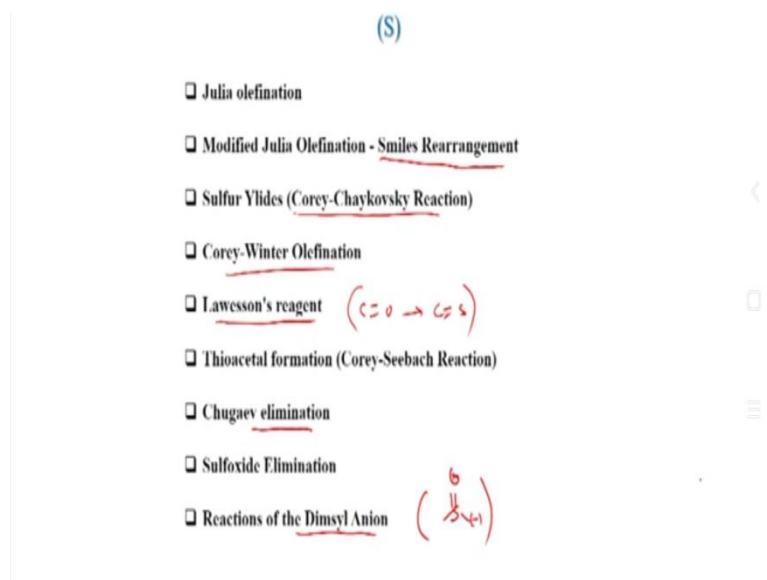 (S)
❑ Julia olefination
❑ Modified Julia Olefination - Smiles Rearrangement
❑ Sulfur Ylides (Corey-Chaykovsky Reaction)
❑ Corey-Winter Olefination
❑ Lawesson's reagent (C=O → C=S)
❑ Thioacetal formation (Corey-Seebach Reaction)
❑ Chugaev elimination
❑ Sulfoxide Elimination
❑ Reactions of the Dimsyl Anion